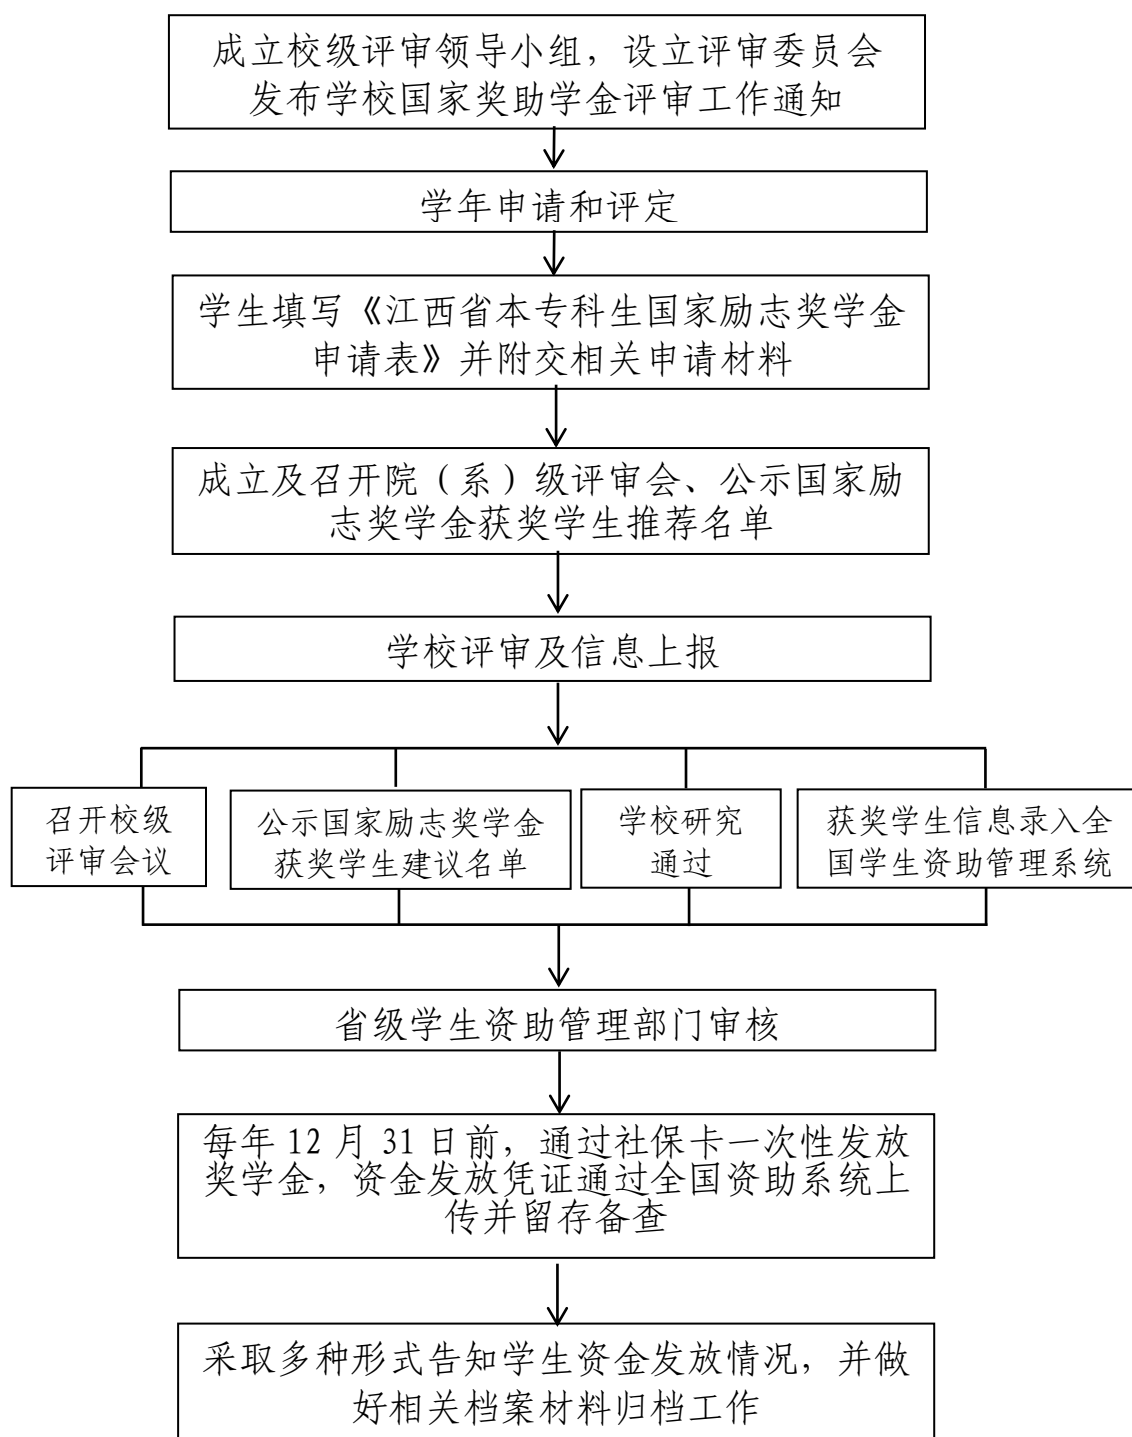 成立校级评审领导小组，设立评审委员会
发布学校国家奖助学金评审工作通知
学年申请和评定
学生填写《江西省本专科生国家励志奖学金
申请表》并附交相关申请材料
成立及召开院（系）级评审会、公示国家励
志奖学金获奖学生推荐名单
学校评审及信息上报
召开校级
评审会议
公示国家励志奖学金
获奖学生建议名单
学校研究
通过
获奖学生信息录入全
国学生资助管理系统
省级学生资助管理部门审核
每年 12 月 31 日前，通过社保卡一次性发放
奖学金，资金发放凭证通过全国资助系统上
传并留存备查
采取多种形式告知学生资金发放情况，并做
好相关档案材料归档工作